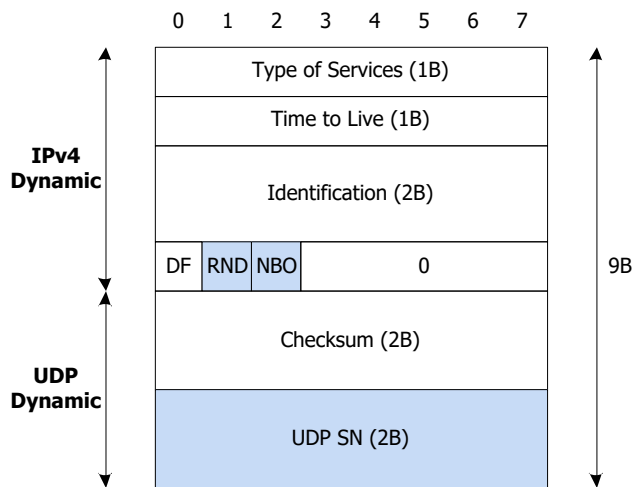 0 1 2 3 4 5 6 7
Type of Services (1B)
Time to Live (1B)
IPv4
Dynamic
Identification (2B)
DF RND NBO 0
9B
Checksum (2B)
UDP
Dynamic
UDP SN (2B)